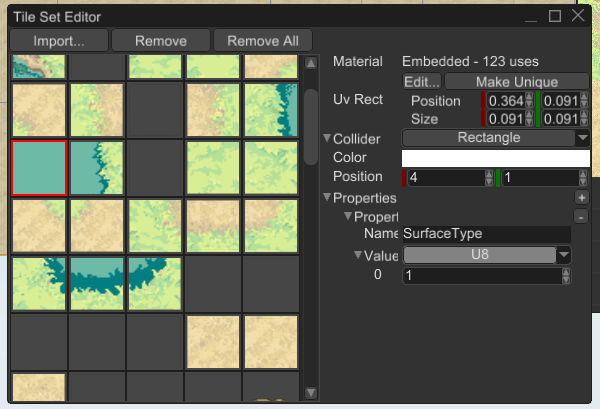 Tile Set Editor
Import... Remove Remove All
Material Embedded - 123 uses
Edit... Make Unique
Uv Rect Position 0.364 0.091
Size 0.091 0.091
Collider Rectangle
Color
Position 4 1
Properties +
Propert -
Name SurfaceType
Value U8
0 1